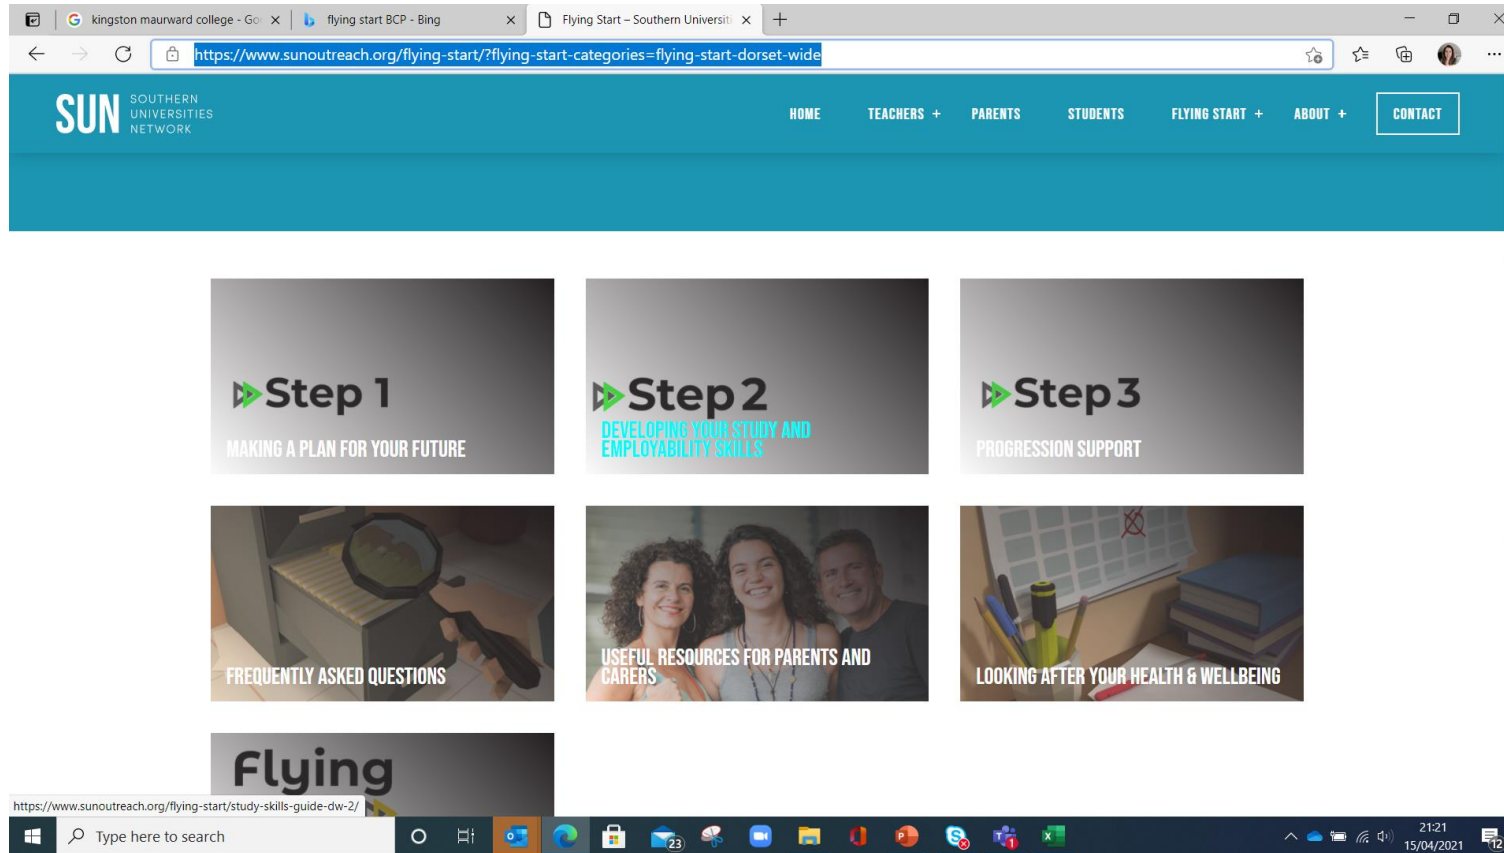 kingston maurward college - Go
flying start BCP - Bing
Flying Start – Southern Universiti
https://www.sunoutreach.org/flying-start/?flying-start-categories=flying-start-dorset-wide
SUN
SOUTHERN
UNIVERSITIES
NETWORK
HOME
TEACHERS +
PARENTS
STUDENTS
FLYING START +
ABOUT +
CONTACT
Step 1
MAKING A PLAN FOR YOUR FUTURE
Step 2
DEVELOPING YOUR STUDY AND
EMPLOYABILITY SKILLS
Step 3
PROGRESSION SUPPORT
FREQUENTLY ASKED QUESTIONS
USEFUL RESOURCES FOR PARENTS AND
CARERS
LOOKING AFTER YOUR HEALTH & WELLBEING
Flying
https://www.sunoutreach.org/flying-start/study-skills-guide-dw-2/
Type here to search
23
21:21
15/04/2021
12